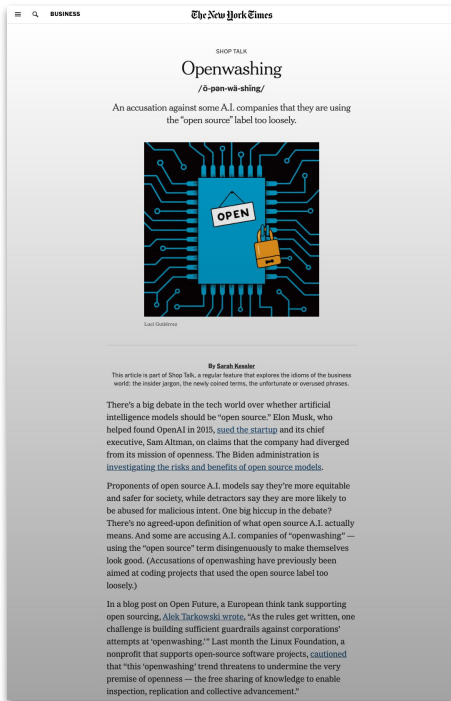 BUSINESS
The New York Times
SHOP TALK
Openwashing
/ō-pən-wä-shing/
An accusation against some A.I. companies that they are using
the “open source” label too loosely.
OPEN
Luci Gutiérrez
By Sarah Kessler
This article is part of Shop Talk, a regular feature that explores the idioms of the business
world: the insider jargon, the newly coined terms, the unfortunate or overused phrases.
There’s a big debate in the tech world over whether artificial
intelligence models should be “open source.” Elon Musk, who
helped found OpenAI in 2015, sued the startup and its chief
executive, Sam Altman, on claims that the company had diverged
from its mission of openness. The Biden administration is
investigating the risks and benefits of open source models.
Proponents of open source A.I. models say they’re more equitable
and safer for society, while detractors say they are more likely to
be abused for malicious intent. One big hiccup in the debate?
There’s no agreed-upon definition of what open source A.I. actually
means. And some are accusing A.I. companies of “openwashing” —
using the “open source” term disingenuously to make themselves
look good. (Accusations of openwashing have previously been
aimed at coding projects that used the open source label too
loosely.)
In a blog post on Open Future, a European think tank supporting
open sourcing, Alek Tarkowski wrote, “As the rules get written, one
challenge is building sufficient guardrails against corporations’
attempts at ‘openwashing.’” Last month the Linux Foundation, a
nonprofit that supports open-source software projects, cautioned
that “this ‘openwashing’ trend threatens to undermine the very
premise of openness — the free sharing of knowledge to enable
inspection, replication and collective advancement.”